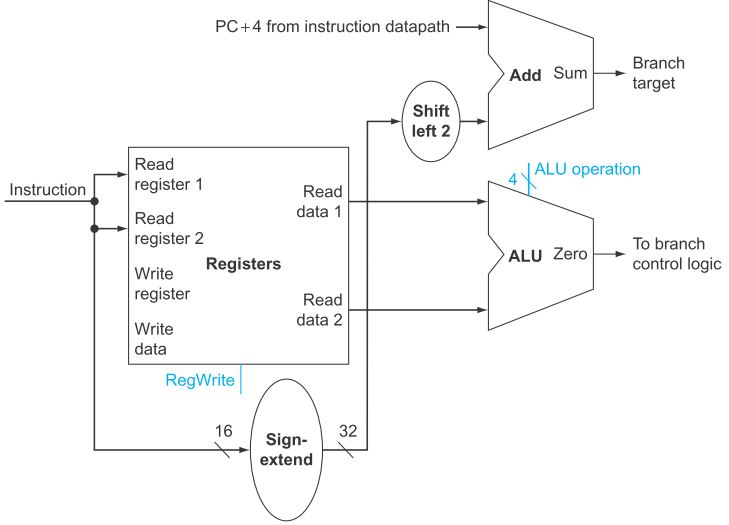 PC+4 from instruction datapath
Add
Sum
Branch
target
Shift
left 2
4
ALU operation
Instruction
Read
register 1
Read
register 2
Write
register
Write
data
Registers
Read
data 1
Read
data 2
ALU
Zero
To branch
control logic
RegWrite
16
Sign-
extend
32